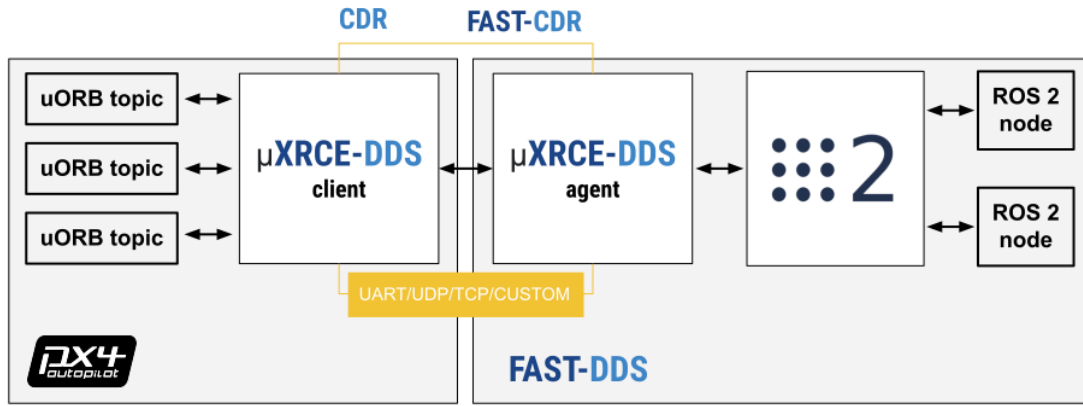 CDR FAST-CDR
uORB topic
uORB topic
uORB topic
µXRCE-DDS
client
µXRCE-DDS
agent
2
ROS 2
node
ROS 2
node
UART/UDP/TCP/CUSTOM
px4
autopilot
FAST-DDS